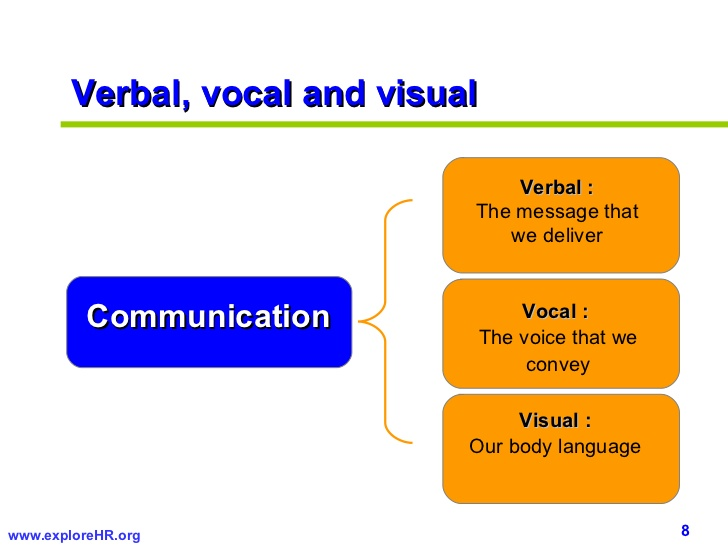 Verbal, vocal and visual
Communication
Verbal :
The message that
we deliver
Vocal :
The voice that we
convey
Visual :
Our body language
www.exploreHR.org
8